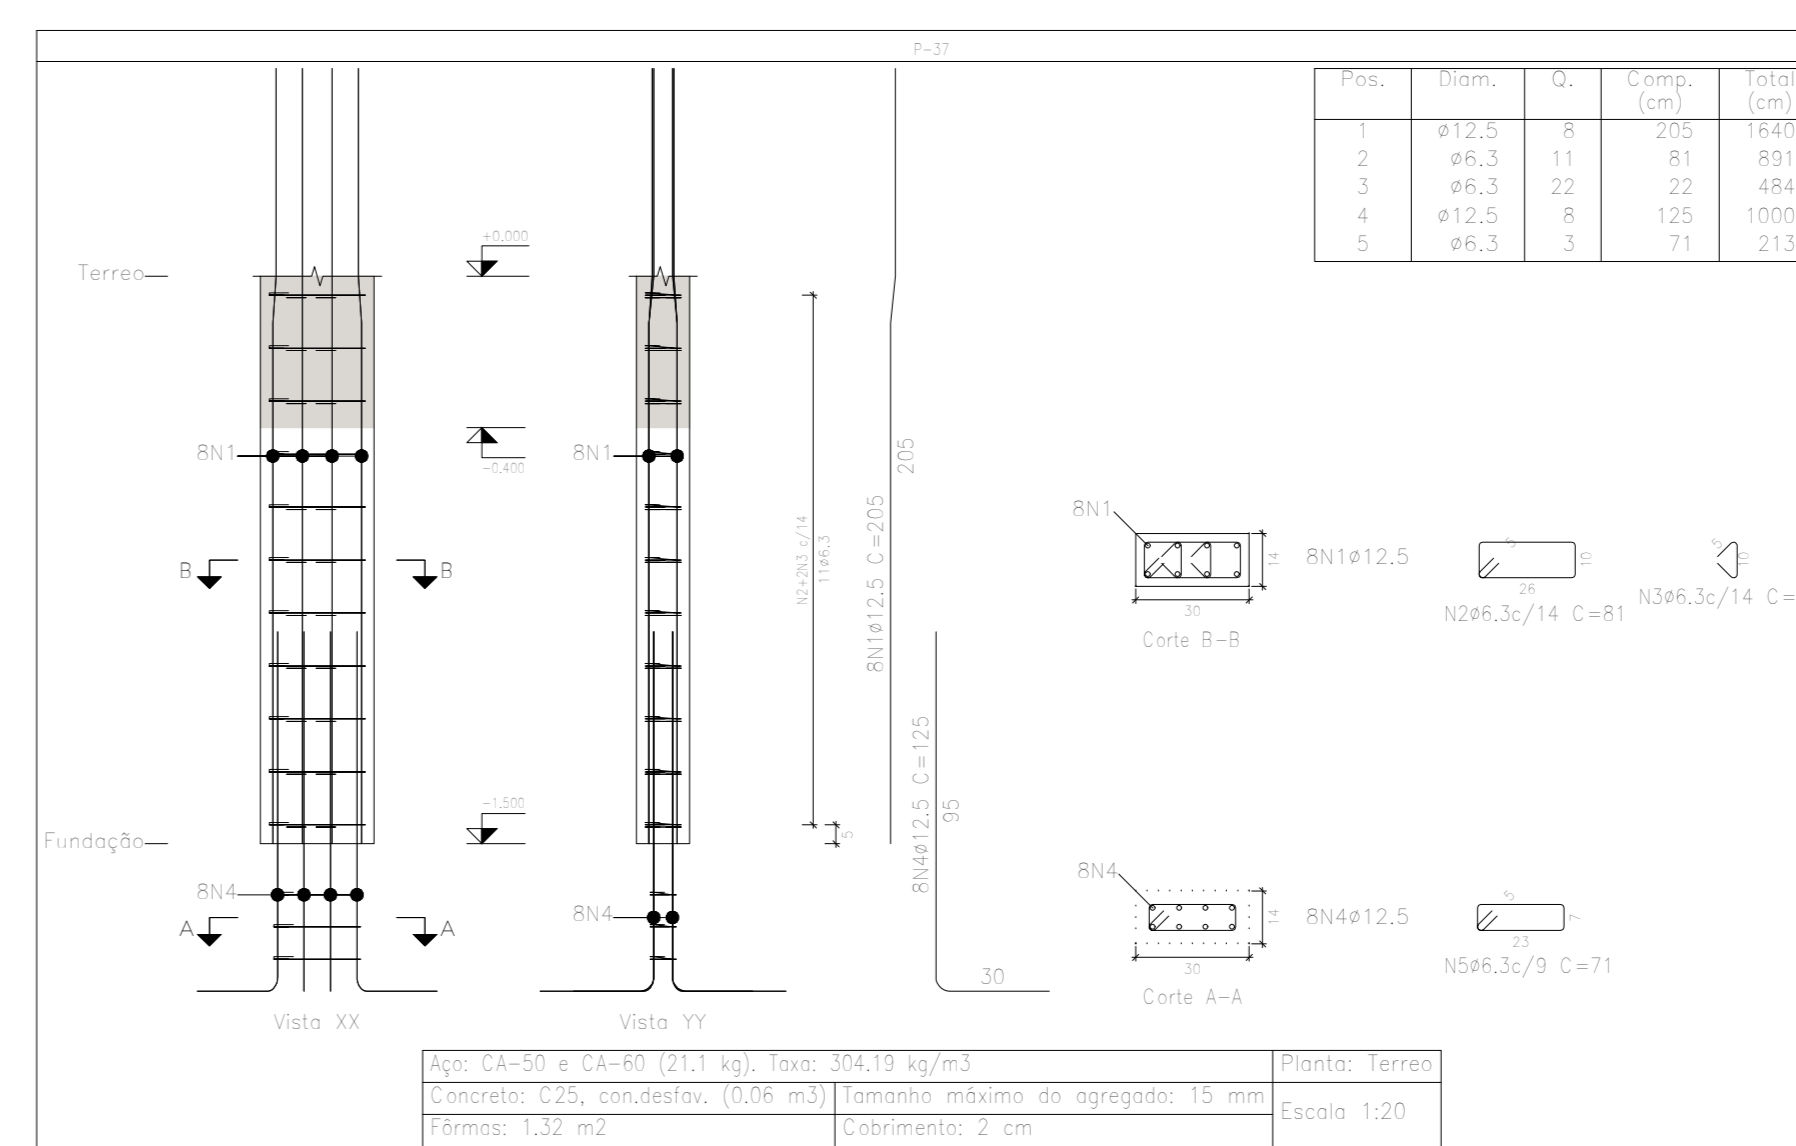 P-37
Pos. Diam. Q. Comp. (cm) Total (cm)
1 ø12.5 8 205 1640
2 ø6.3 11 81 891
3 ø6.3 22 22 484
4 ø12.5 8 125 1000
5 ø6.3 3 71 213
+0.000
Terreo
8N1
8N1
-0.400
205
8N1ø12.5 C=205
N2+2N3 c/14
11ø6.3
B B
8N1
14
8N1ø12.5
30
Corte B-B
5
10
26
N2ø6.3c/14 C=81
5
10
N3ø6.3c/14 C=
-1.500
Fundação
5
8N4ø12.5 C=125
95
30
8N4
8N4
A A
Vista XX
Vista YY
8N4
14
8N4ø12.5
30
Corte A-A
5
7
23
N5ø6.3c/9 C=71
Aço: CA-50 e CA-60 (21.1 kg). Taxa: 304.19 kg/m3
Planta: Terreo
Concreto: C25, con.desfav. (0.06 m3)
Tamanho máximo do agregado: 15 mm
Escala 1:20
Fôrmas: 1.32 m2
Cobrimento: 2 cm